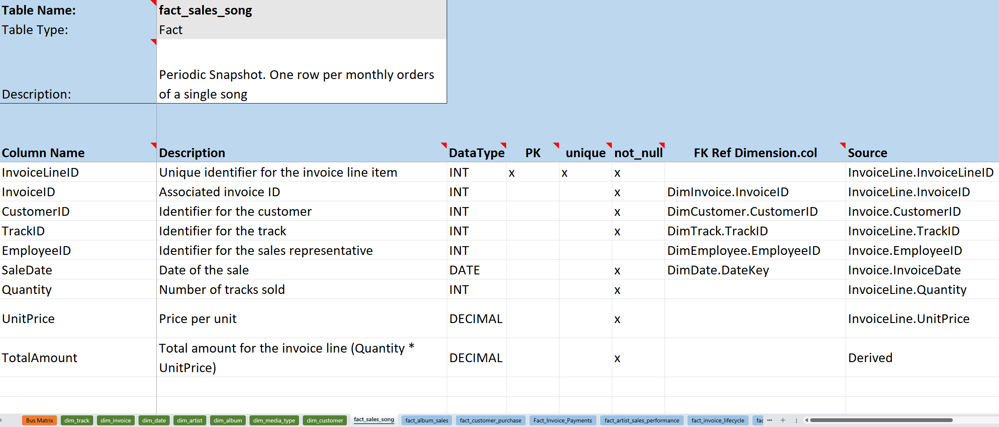 Table Name: fact_sales_song
Table Type: Fact
Periodic Snapshot. One row per monthly orders
Description: of a single song
Column Name Description DataType PK unique not_null FK Ref Dimension.col Source
InvoiceLineID Unique identifier for the invoice line item INT x x x InvoiceLine.InvoiceLineID
InvoiceID Associated invoice ID INT x DimInvoice.InvoiceID InvoiceLine.InvoiceID
CustomerID Identifier for the customer INT x DimCustomer.CustomerID Invoice.CustomerID
TrackID Identifier for the track INT x DimTrack.TrackID InvoiceLine.TrackID
EmployeeID Identifier for the sales representative INT DimEmployee.EmployeeID Invoice.EmployeeID
SaleDate Date of the sale DATE x DimDate.DateKey Invoice.InvoiceDate
Quantity Number of tracks sold INT x InvoiceLine.Quantity
UnitPrice Price per unit DECIMAL x InvoiceLine.UnitPrice
Total amount for the invoice line (Quantity *
TotalAmount UnitPrice) DECIMAL x Derived
Bus Matrix dim_track dim_invoice dim_date dim_artist dim_album dim_media_type dim_customer fact_sales_song fact_album_sales fact_customer_purchase Fact_Invoice_Payments fact_artist_sales_performance fact_invoice_lifecycle fac ...